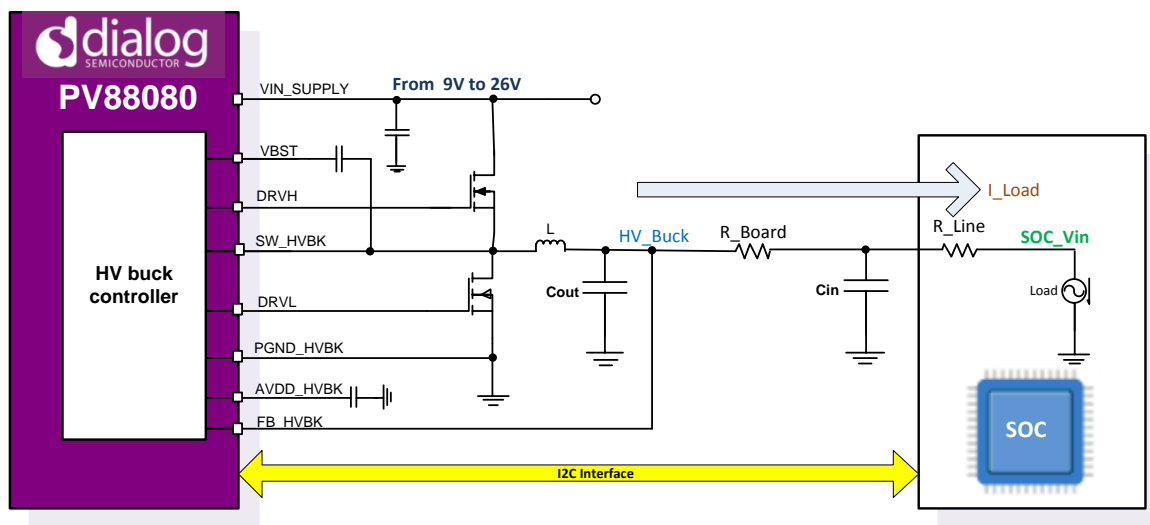 dialog
SEMICONDUCTOR
PV88080
VIN_SUPPLY
From 9V to 26V
VBST
DRVH
I_Load
SW_HVBK
L
HV_Buck
R_Board
R_Line
SOC_Vin
HV buck
controller
Cout
Cin
Load
DRVL
PGND_HVBK
AVDD_HVBK
FB_HVBK
SOC
I2C Interface